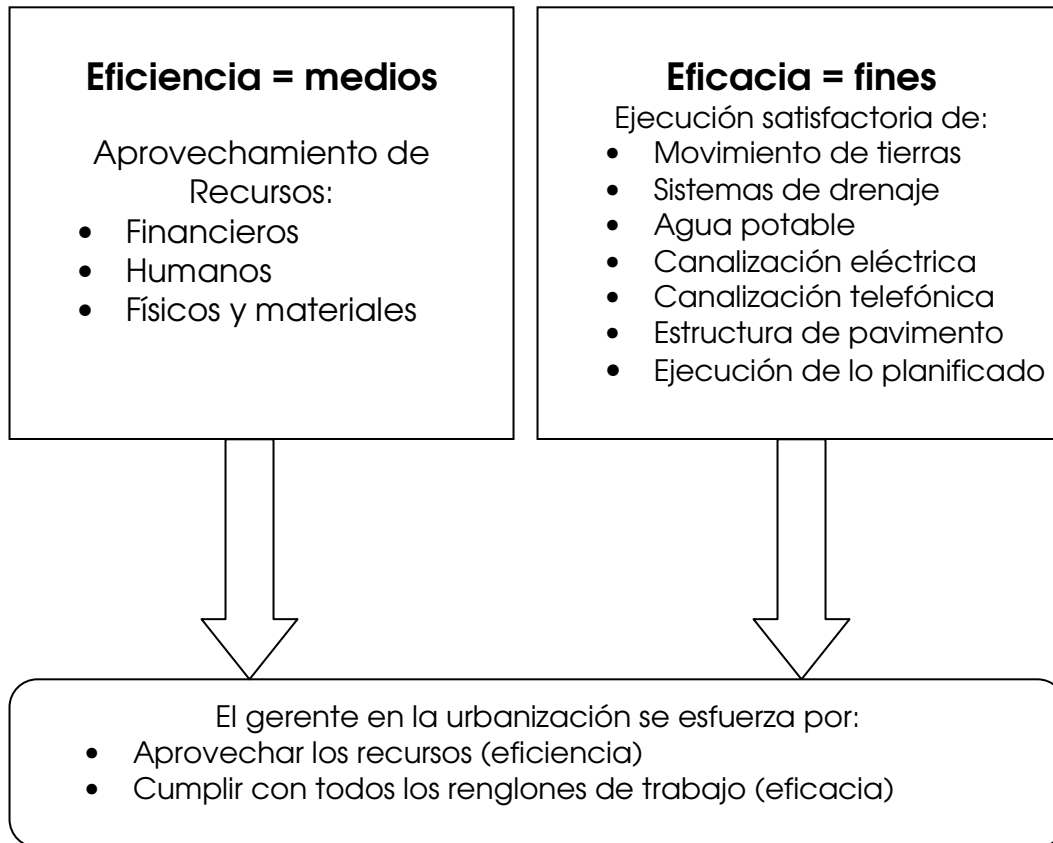 Eficiencia = medios
Aprovechamiento de
Recursos:
• Financieros
• Humanos
• Físicos y materiales
Eficacia = fines
Ejecución satisfactoria de:
• Movimiento de tierras
• Sistemas de drenaje
• Agua potable
• Canalización eléctrica
• Canalización telefónica
• Estructura de pavimento
• Ejecución de lo planificado
El gerente en la urbanización se esfuerza por:
• Aprovechar los recursos (eficiencia)
• Cumplir con todos los renglones de trabajo (eficacia)